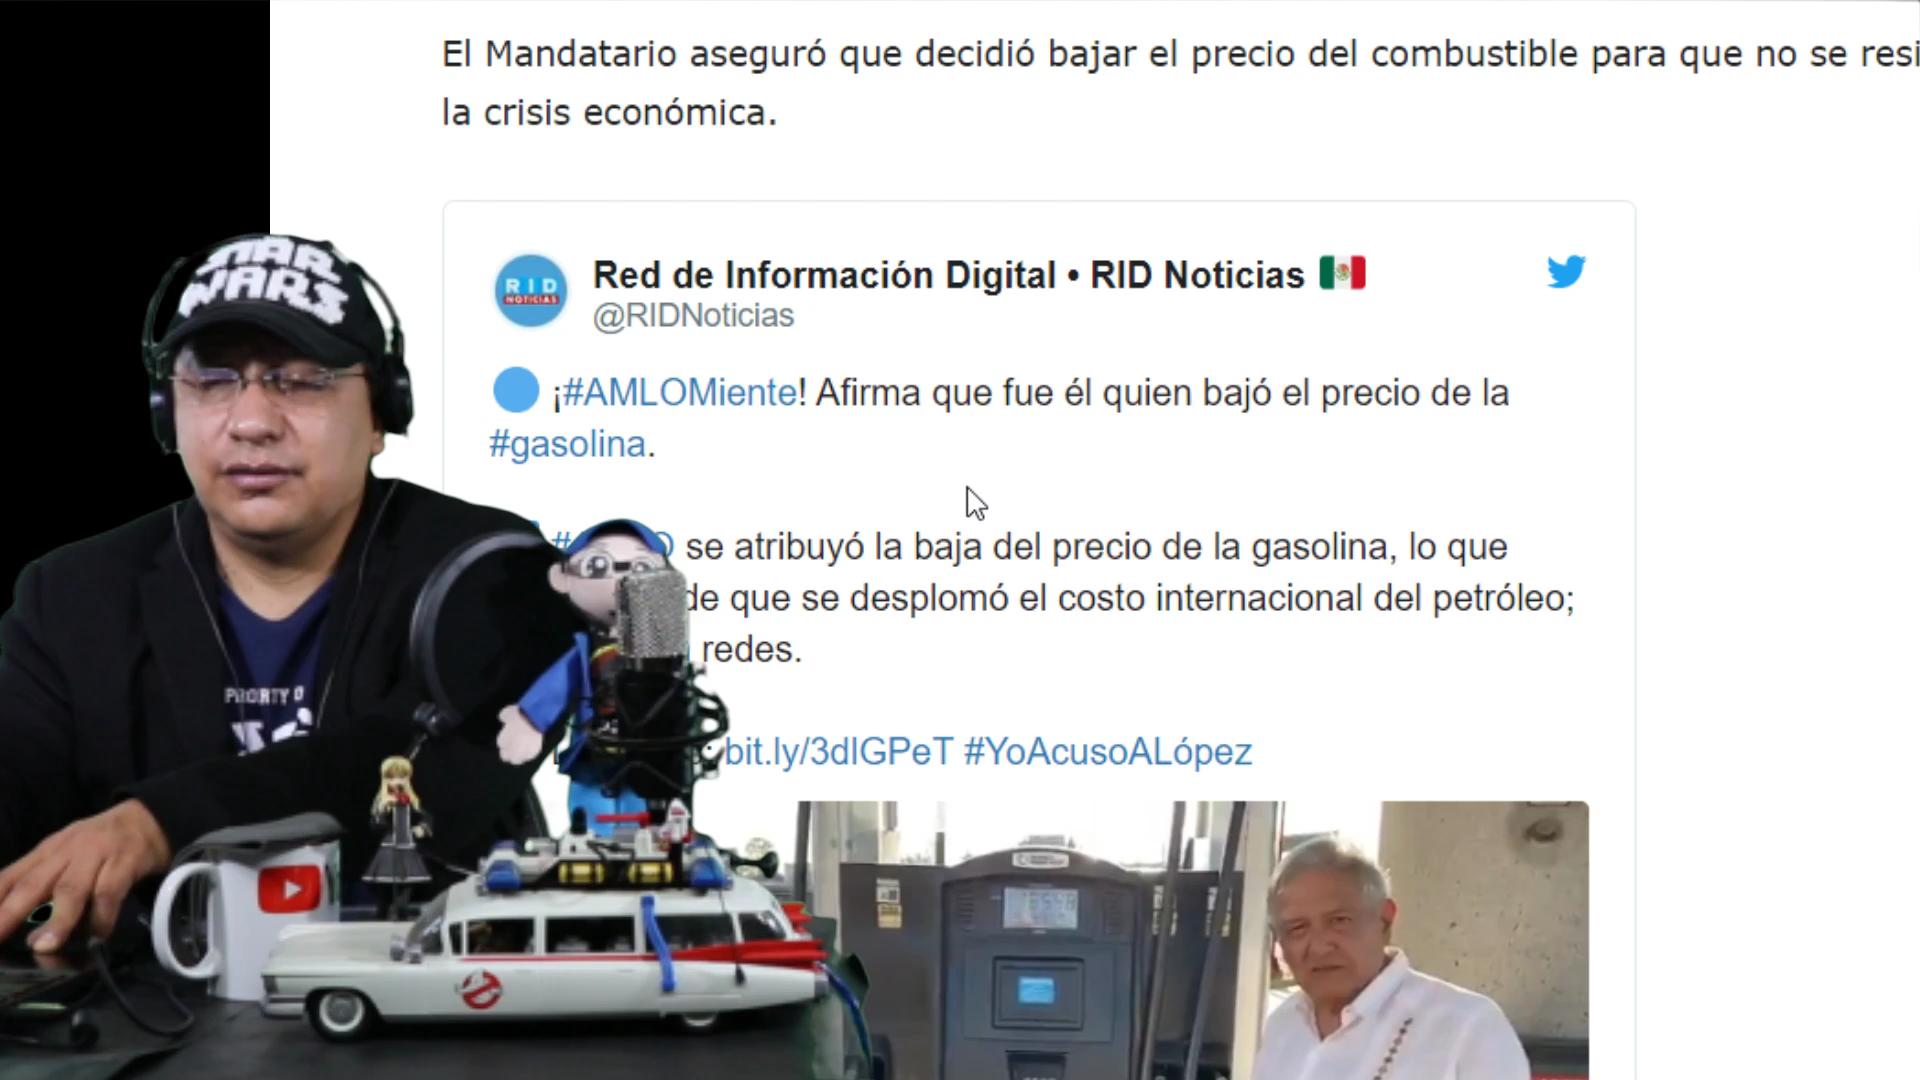 El Mandatario aseguró que decidió bajar el precio del combustible para que no se resi
la crisis económica.
Red de Información Digital • RID Noticias
@RIDNoticias
RID
NOTICIAS
¡#AMLOMiente! Afirma que fue él quien bajó el precio de la
#gasolina.
se atribuyó la baja del precio de la gasolina, lo que
de que se desplomó el costo internacional del petróleo;
redes.
bit.ly/3dIGPeT #YoAcusoALópez
STAR
WARS
PROPERTY O